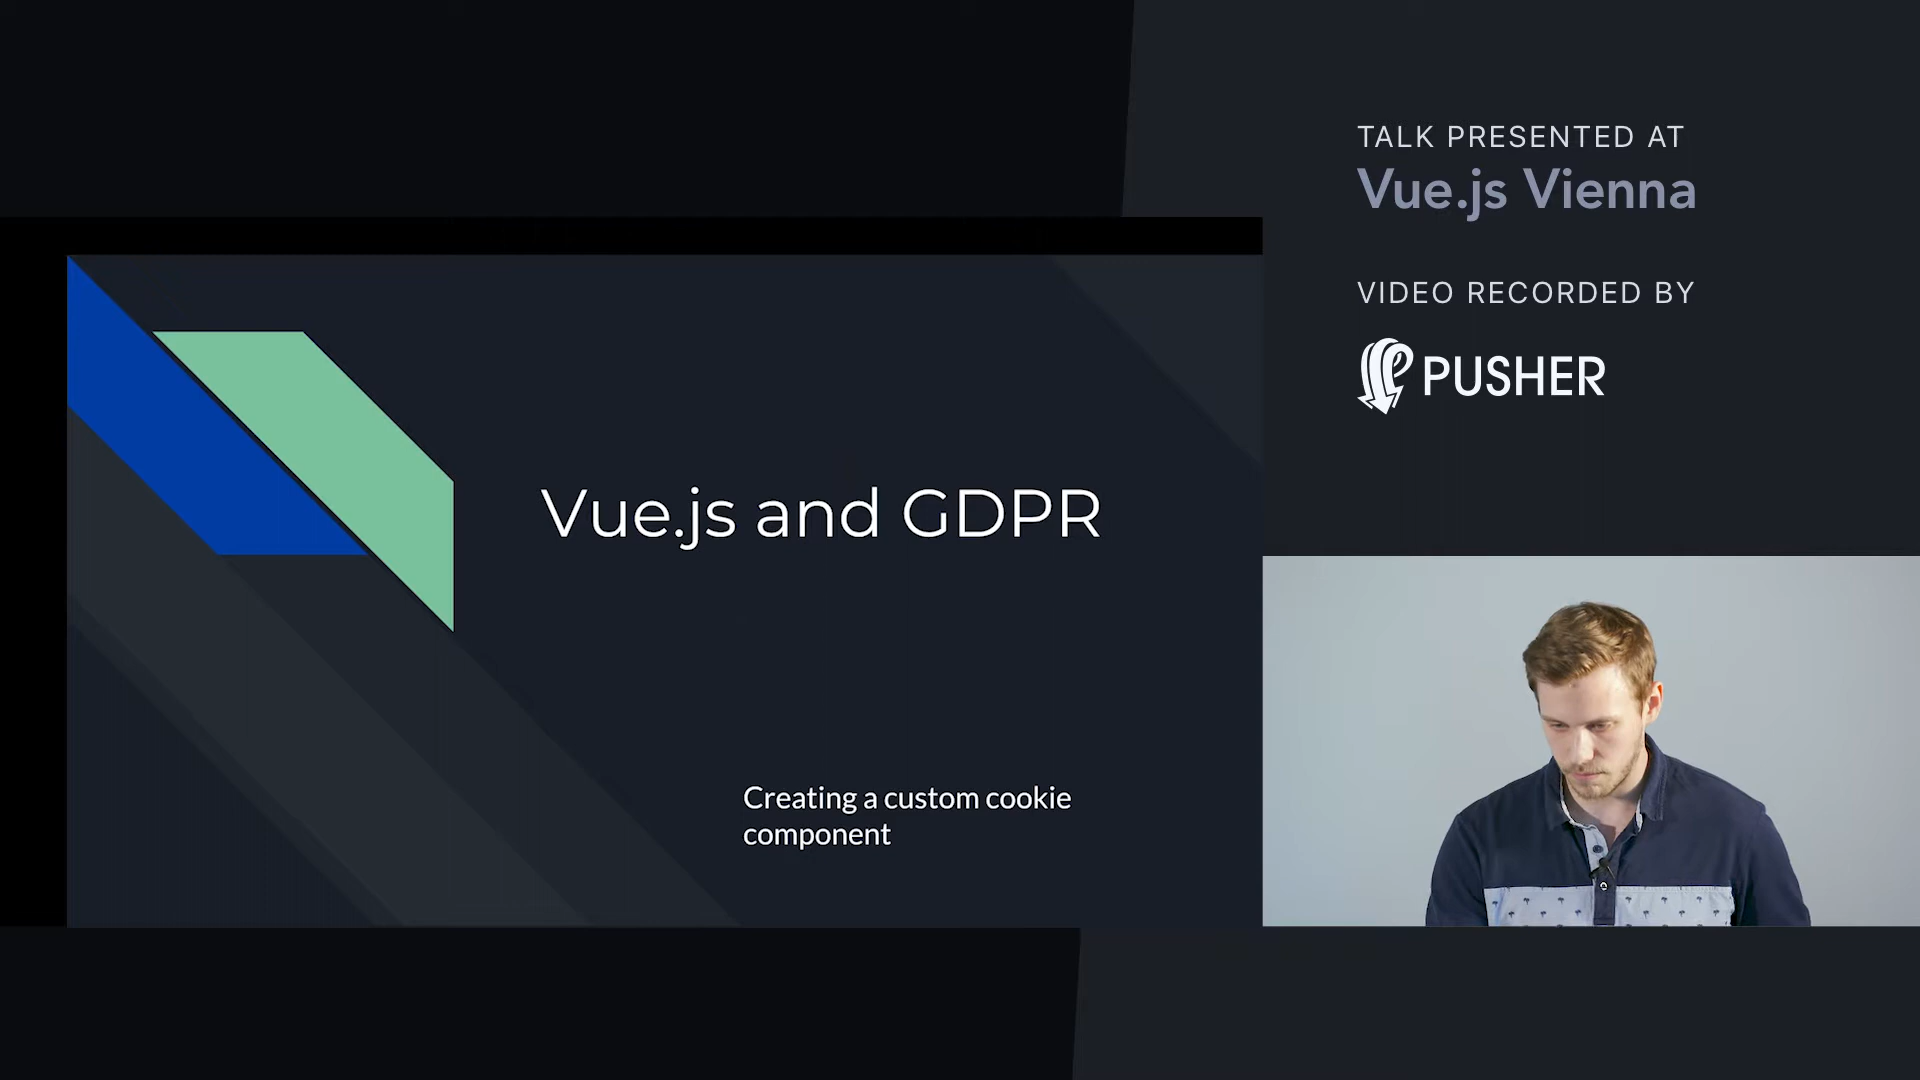 TALK PRESENTED AT
Vue.js Vienna
VIDEO RECORDED BY
PUSHER
Vue.js and GDPR
Creating a custom cookie
component